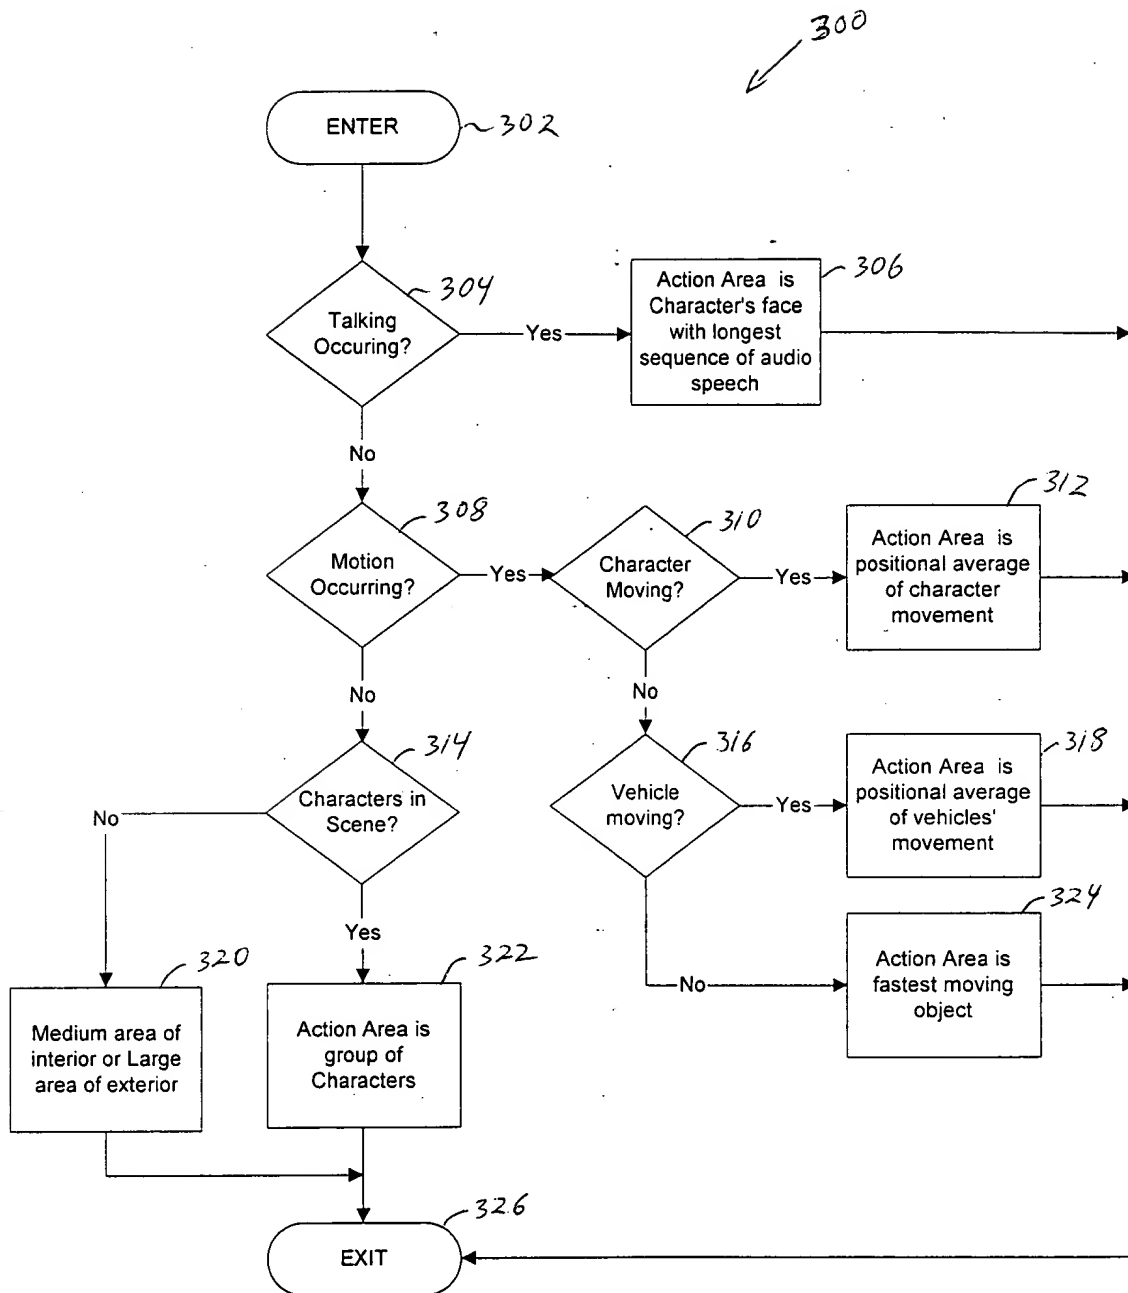 300
ENTER
302
304
Talking
Occuring?
Yes
306
Action Area is
Character's face
with longest
sequence of audio
speech
No
308
Motion
Occurring?
Yes
310
Character
Moving?
Yes
312
Action Area is
positional average
of character
movement
No
No
314
Characters in
Scene?
316
Vehicle
moving?
Yes
318
Action Area is
positional average
of vehicles'
movement
No
Yes
No
324
Action Area is
fastest moving
object
320
Medium area of
interior or Large
area of exterior
322
Action Area is
group of
Characters
326
EXIT